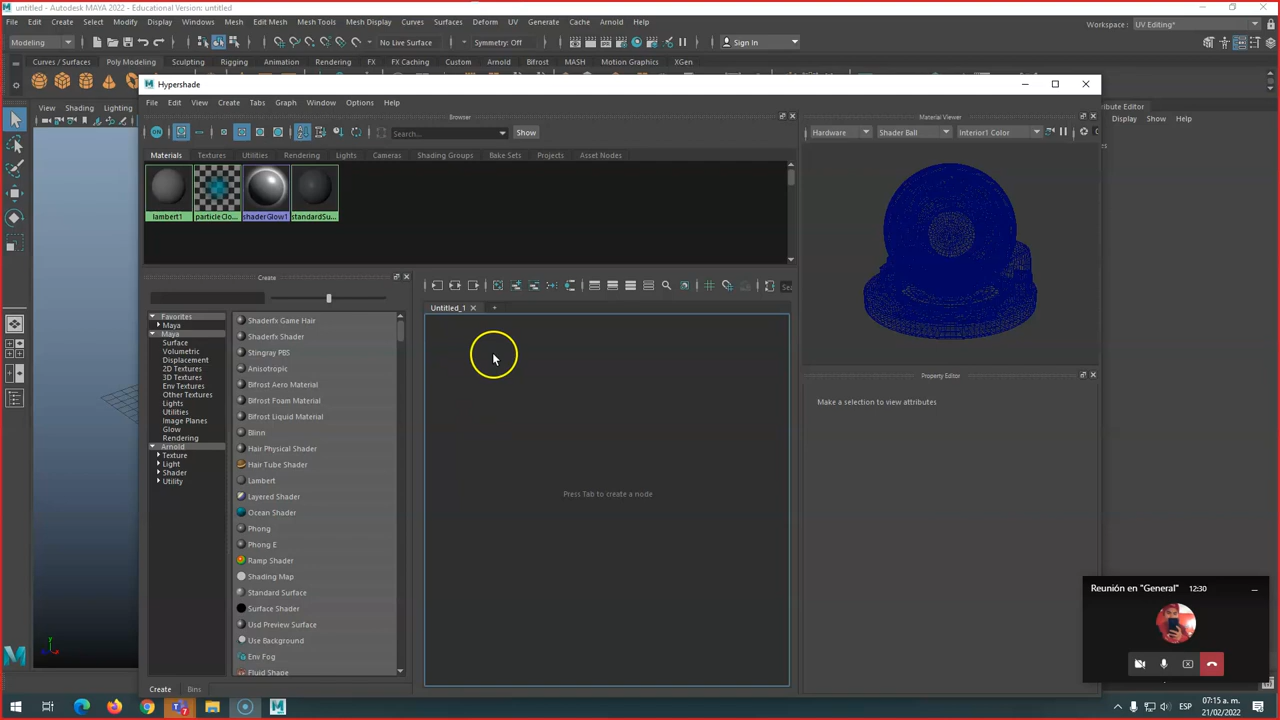 untitled - Autodesk MAYA 2022 - Educational Version: untitled
File Edit Create Select Modify Display Windows Mesh Edit Mesh Mesh Tools Mesh Display Curves Surfaces Deform UV Generate Cache Arnold Help
Workspace : UV Editing*
Modeling No Live Surface Symmetry: Off Sign In
Curves / Surfaces Poly Modeling Sculpting Rigging Animation Rendering FX FX Caching Custom Arnold Bifrost MASH Motion Graphics XGen
Hypershade
View Shading Lighting
File Edit View Create Tabs Graph Window Options Help
Browser
Material Viewer
Display Show Help
ON Search... Show
Hardware Shader Ball Interior1 Color
Materials Textures Utilities Rendering Lights Cameras Shading Groups Bake Sets Projects Asset Nodes
lambert1 particleClo... shaderGlow1 standardSu...
Create
Untitled_1
Favorites
Maya
Maya
Surface
Volumetric
Displacement
2D Textures
3D Textures
Env Textures
Other Textures
Lights
Utilities
Image Planes
Glow
Rendering
Arnold
Texture
Light
Shader
Utility
Shaderfx Game Hair
Shaderfx Shader
Stingray PBS
Anisotropic
Bifrost Aero Material
Bifrost Foam Material
Bifrost Liquid Material
Blinn
Hair Physical Shader
Hair Tube Shader
Lambert
Layered Shader
Ocean Shader
Phong
Phong E
Ramp Shader
Shading Map
Standard Surface
Surface Shader
Usd Preview Surface
Use Background
Env Fog
Fluid Shape
Press Tab to create a node
Property Editor
Make a selection to view attributes
Create Bins
Reunión en "General" 12:30
ESP
07:15 a.m.
21/02/2022